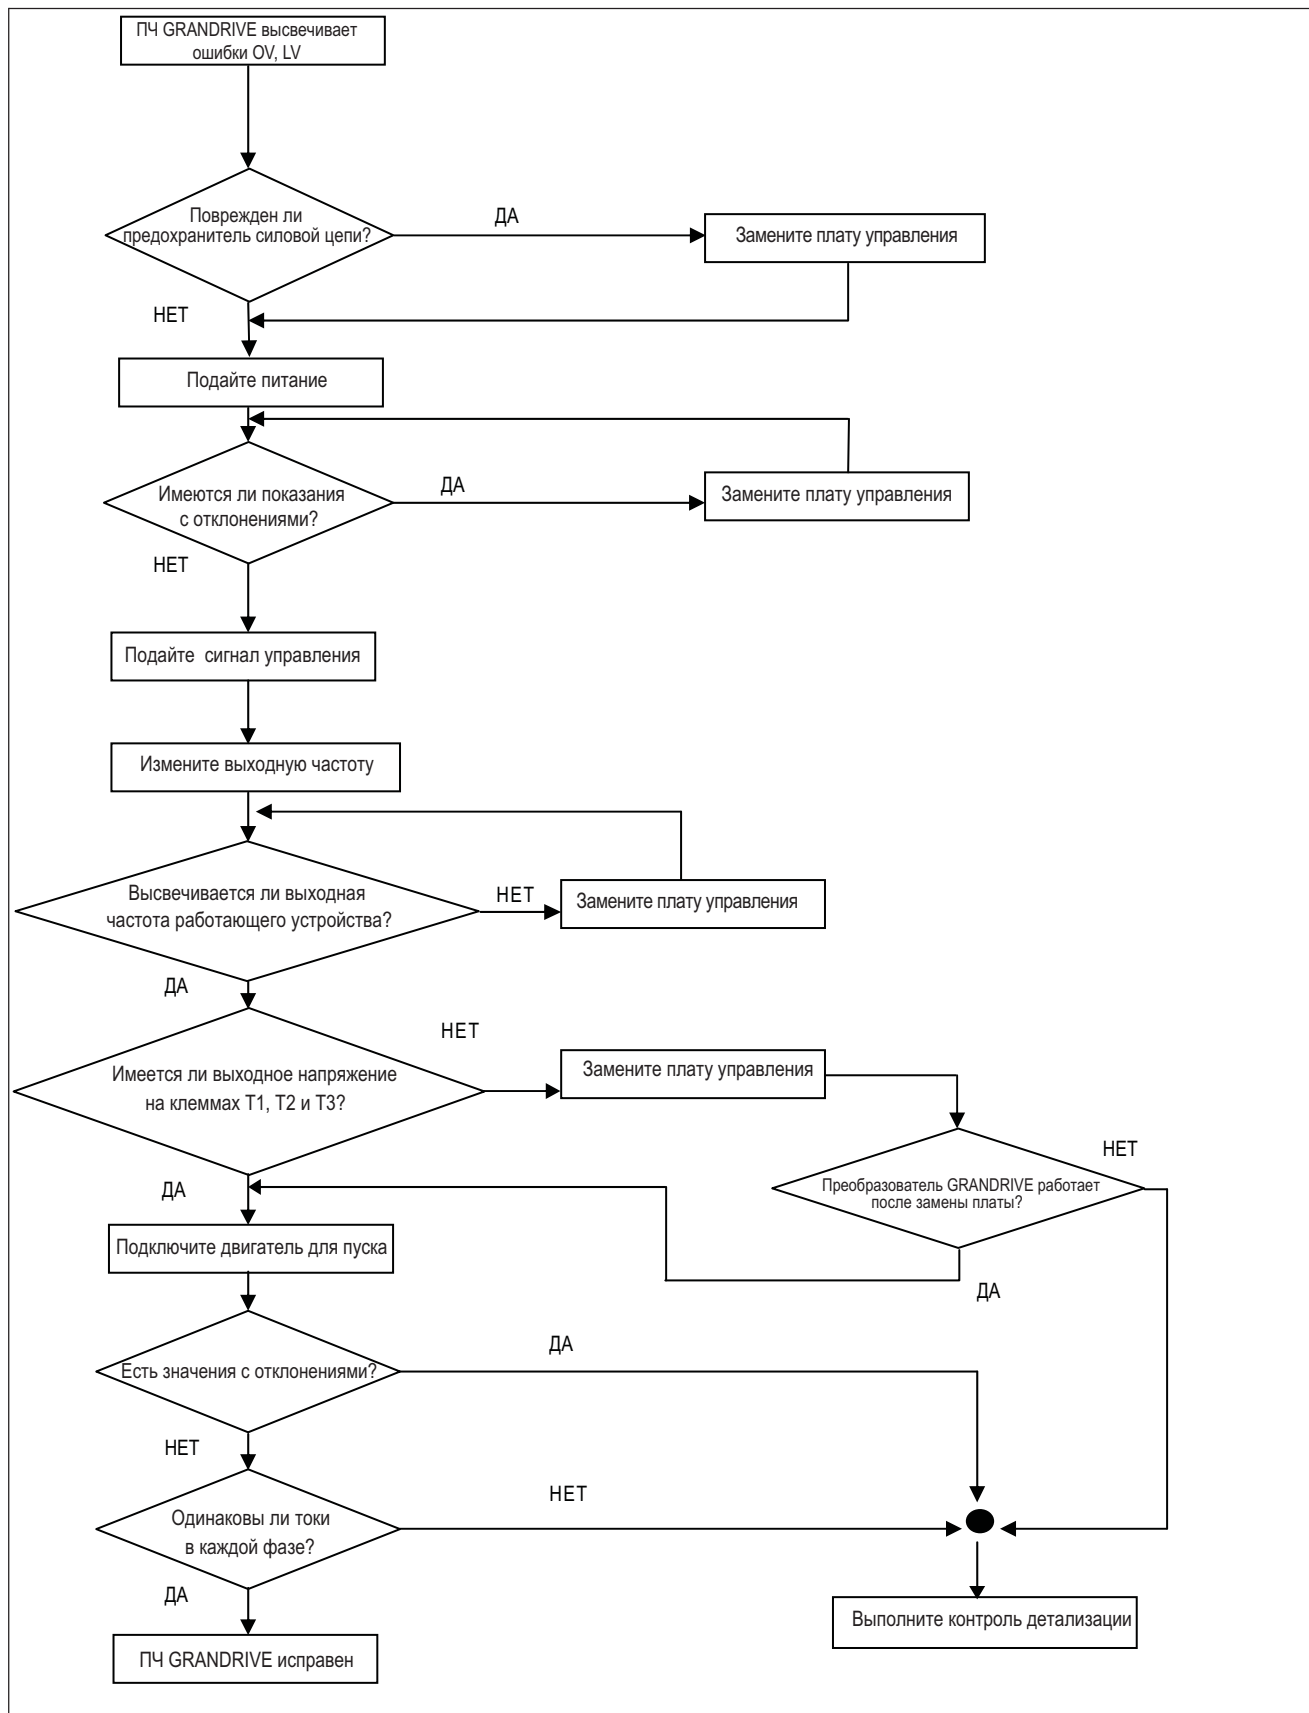 ПЧ GRANDRIVE высвечивает
ошибки OV, LV
Поврежден ли
предохранитель силовой цепи?
ДА
Замените плату управления
НЕТ
Подайте питание
Имеются ли показания
с отклонениями?
ДА
Замените плату управления
НЕТ
Подайте сигнал управления
Измените выходную частоту
Высвечивается ли выходная
частота работающего устройства?
НЕТ
Замените плату управления
ДА
Имеется ли выходное напряжение
на клеммах Т1, Т2 и Т3?
НЕТ
Замените плату управления
Преобразователь GRANDRIVE работает
после замены платы?
НЕТ
ДА
ДА
Подключите двигатель для пуска
Есть значения с отклонениями?
ДА
НЕТ
Одинаковы ли токи
в каждой фазе?
НЕТ
ДА
Выполните контроль детализации
ПЧ GRANDRIVE исправен